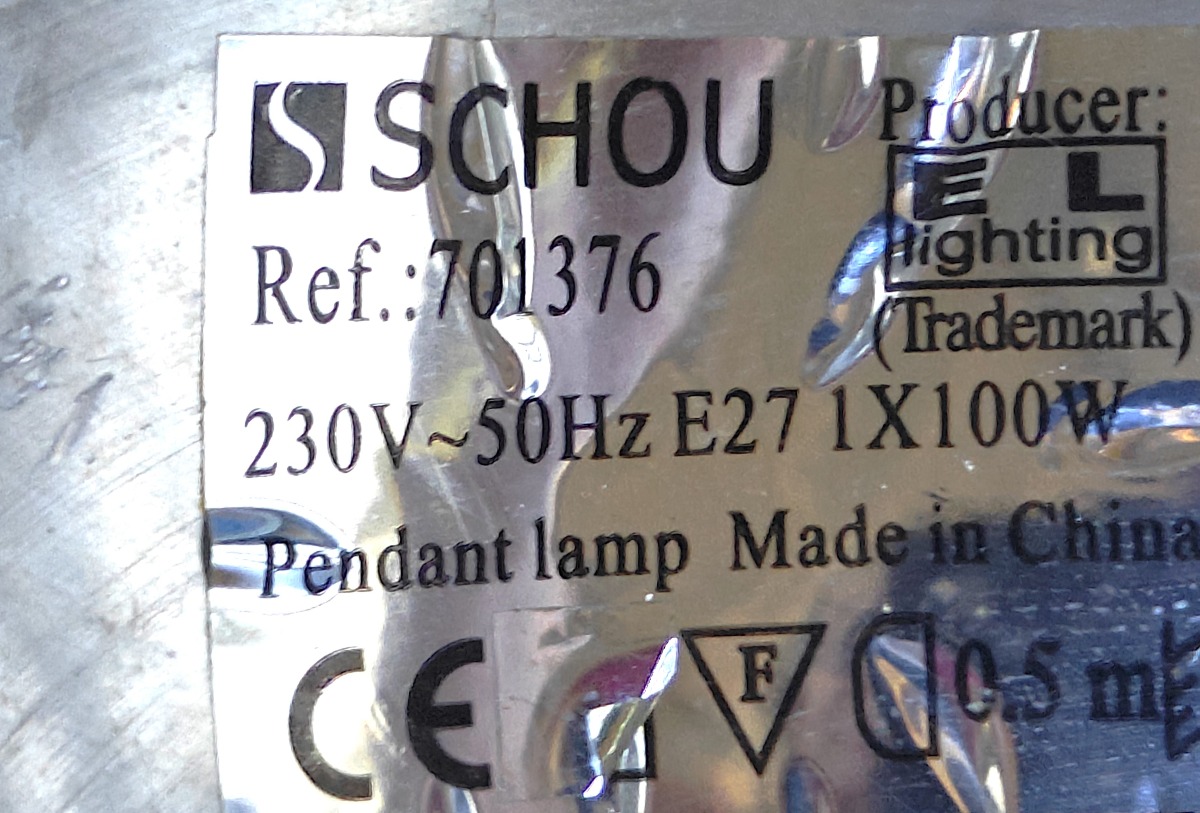 SCHOU
Producer:
EL
lighting
(Trademark)
Ref.:701376
230V~50Hz E27 1X100W
Pendant lamp Made in China
CE F 0.5 m